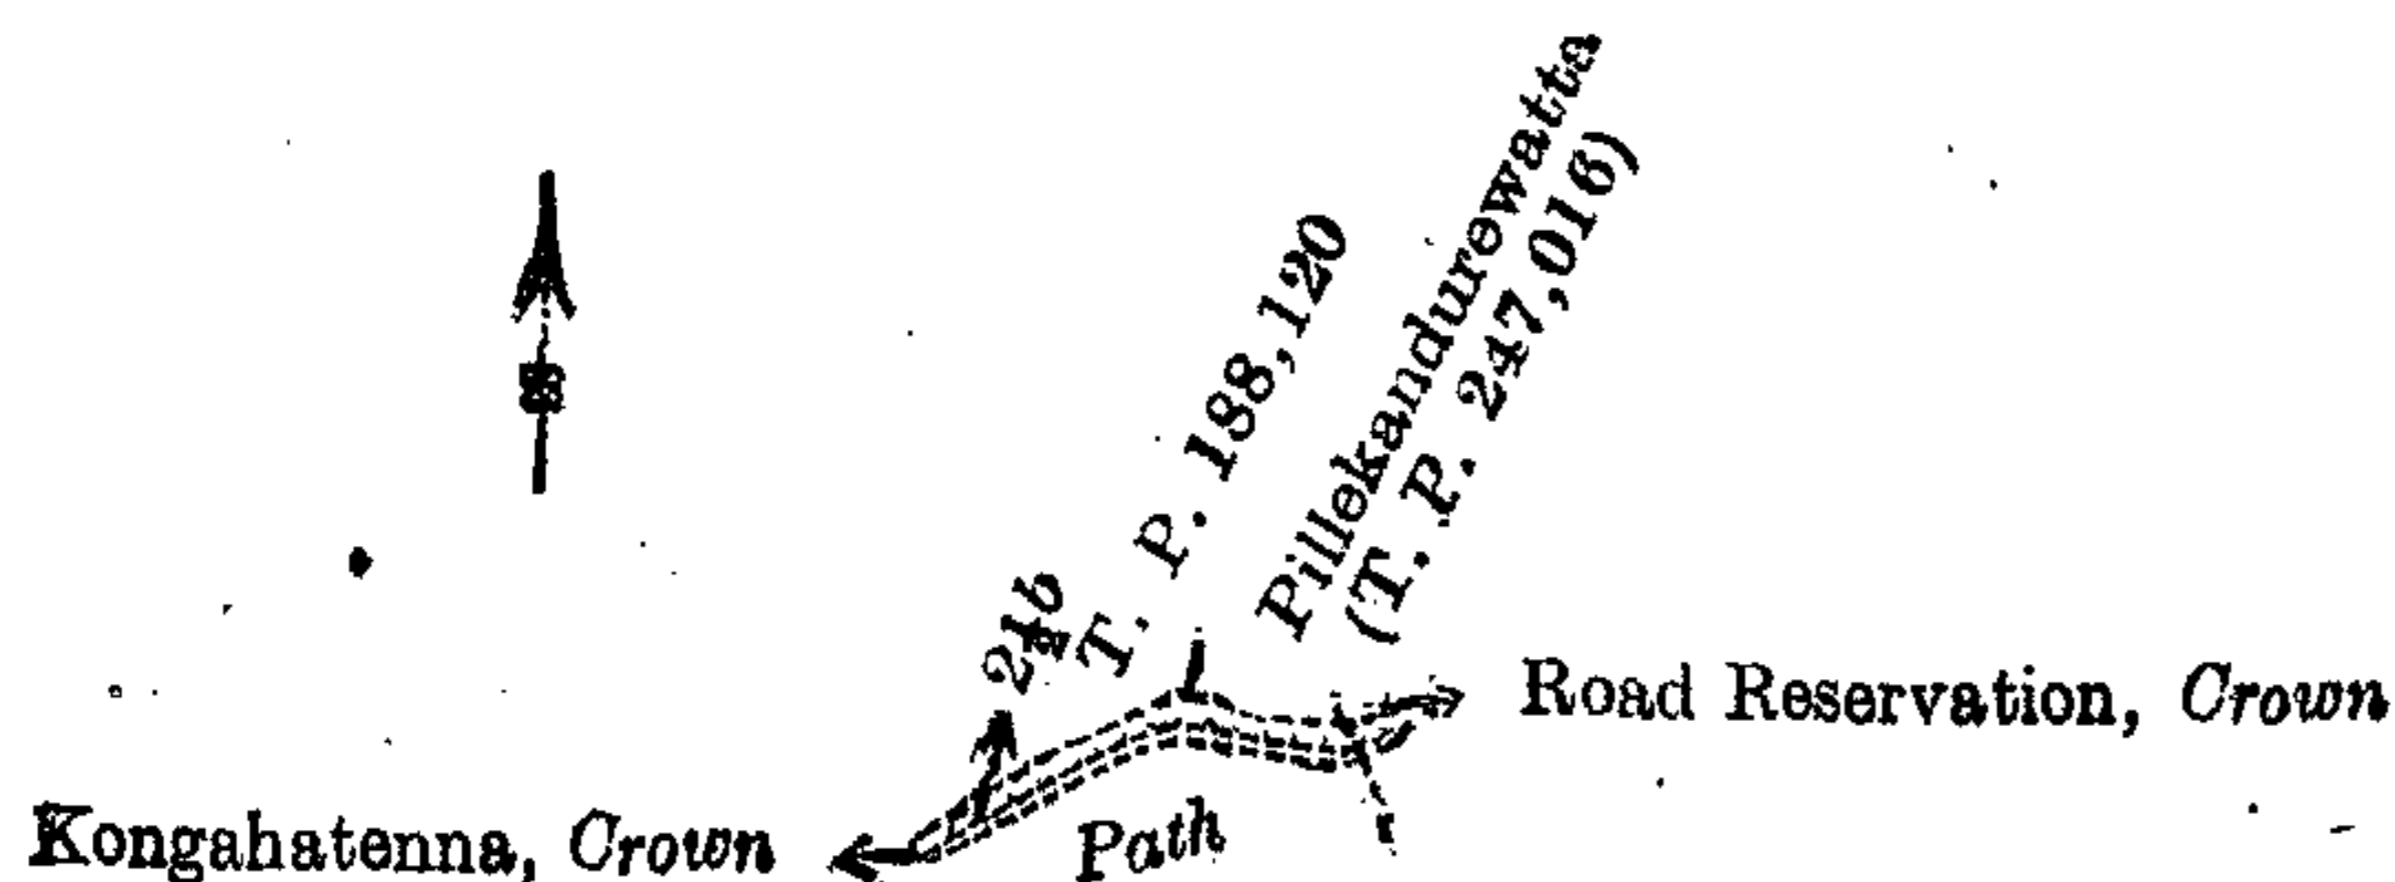 Pillekandurewatta
(T. P. 247,016)
T. P. 188,120
Road Reservation, Crown
Kongahatenna, Crown
Path